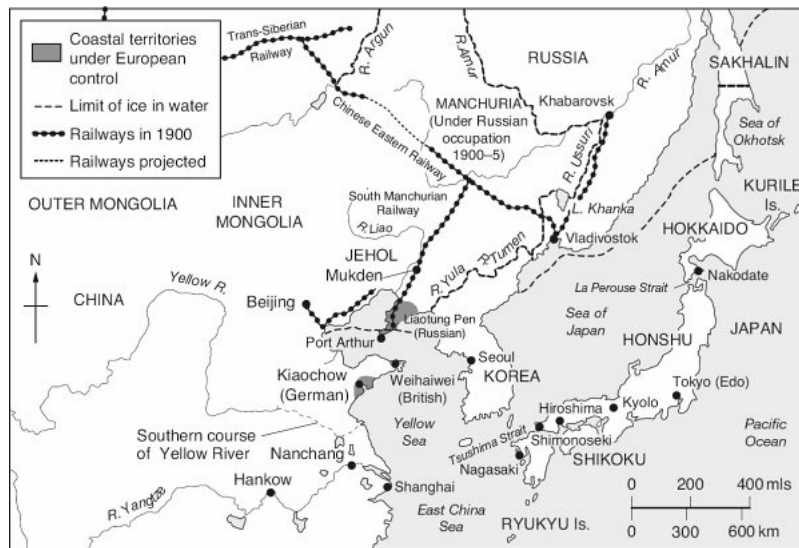 Coastal territories
under European
control
Limit of ice in water
Railways in 1900
Railways projected
Trans-Siberian
Railway
R. Argun
R. Amur
RUSSIA
R. Amur
SAKHALIN
MANCHURIA
(Under Russian
occupation
1900–5)
Khabarovsk
Chinese Eastern Railway
R. Ussuri
Sea of
Okhotsk
KURILE
Is.
OUTER MONGOLIA
INNER
MONGOLIA
South Manchurian
Railway
R. Liao
L. Khanka
HOKKAIDO
N
JEHOL
Mukden
R. Yula
Tumen
Vladivostok
Nakodate
La Perouse Strait
Yellow R.
CHINA
Beijing
Liaotung Pen
(Russian)
Port Arthur
Sea of
Japan
HONSHU
JAPAN
Seoul
KOREA
Kiaochow
(German)
Weihaiwei
(British)
Tokyo (Edo)
Kyolo
Hiroshima
Yellow
Sea
Pacific
Ocean
Southern course
of Yellow River
Tsushima Strait
Shimonoseki
Nanchang
Nagasaki
SHIKOKU
Hankow
Shanghai
R. Yangtze
East China
Sea
RYUKYU Is.
0 200 400 mls
0 300 600 km